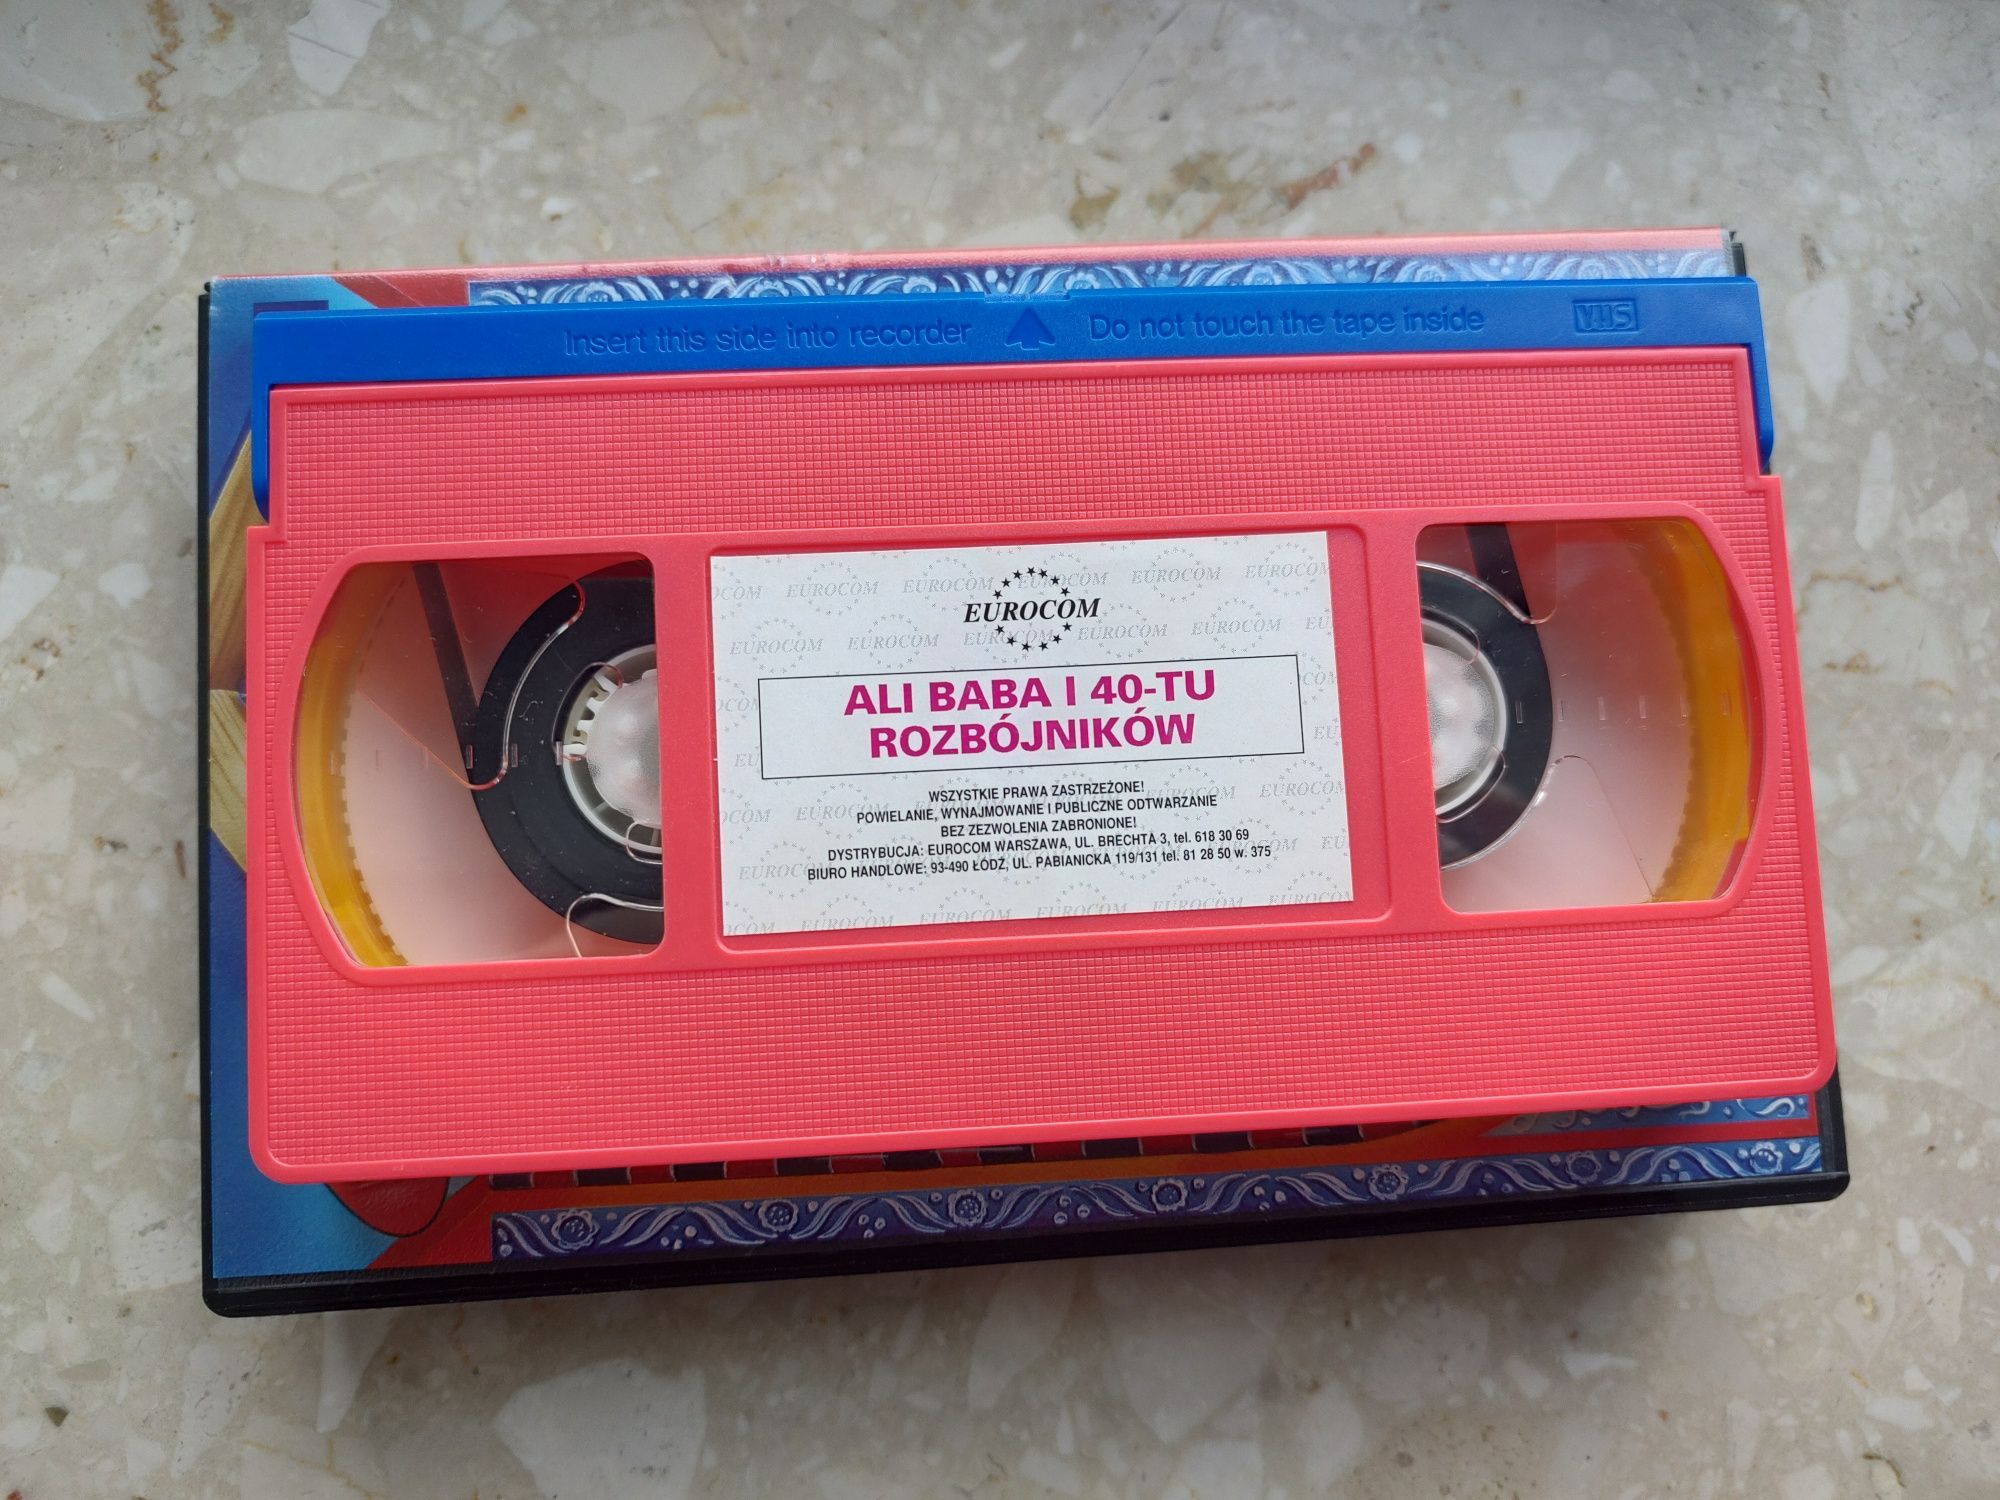 Insert this side into recorder Do not touch the tape inside VHS
EUROCOM
ALI BABA I 40-TU
ROZBÓJNIKÓW
WSZYSTKIE PRAWA ZASTRZEŻONE!
POWIELANIE, WYNAJMOWANIE I PUBLICZNE ODTWARZANIE
BEZ ZEZWOLENIA ZABRONIONE!
DYSTRYBUCJA: EUROCOM WARSZAWA, UL. BRECHTA 3, tel. 618 30 69
BIURO HANDLOWE: 93-490 ŁÓDŹ, UL. PABIANICKA 119/131 tel. 81 28 50 w. 375